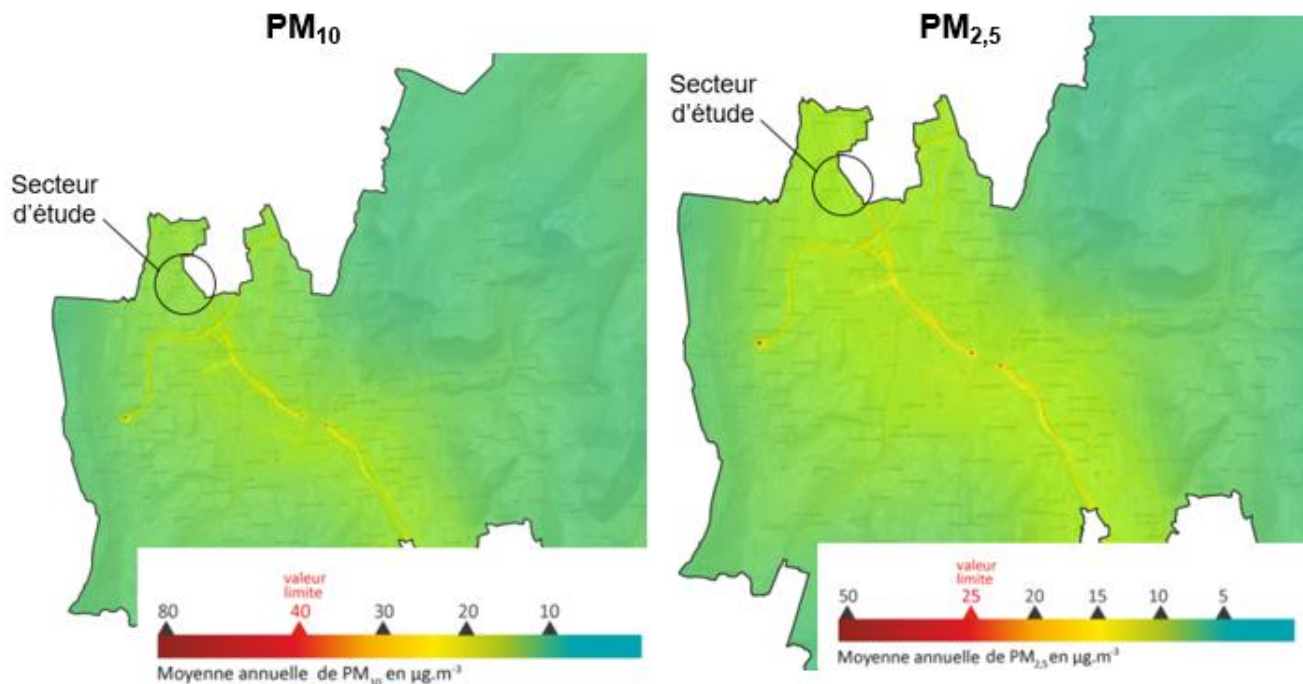 PM₁₀
Secteur
d'étude
valeur
limite
80 40 30 20 10
Moyenne annuelle de PM₁₀ en µg.m⁻³
PM₂,₅
Secteur
d'étude
valeur
limite
50 25 20 15 10 5
Moyenne annuelle de PM₂,₅ en µg.m⁻³